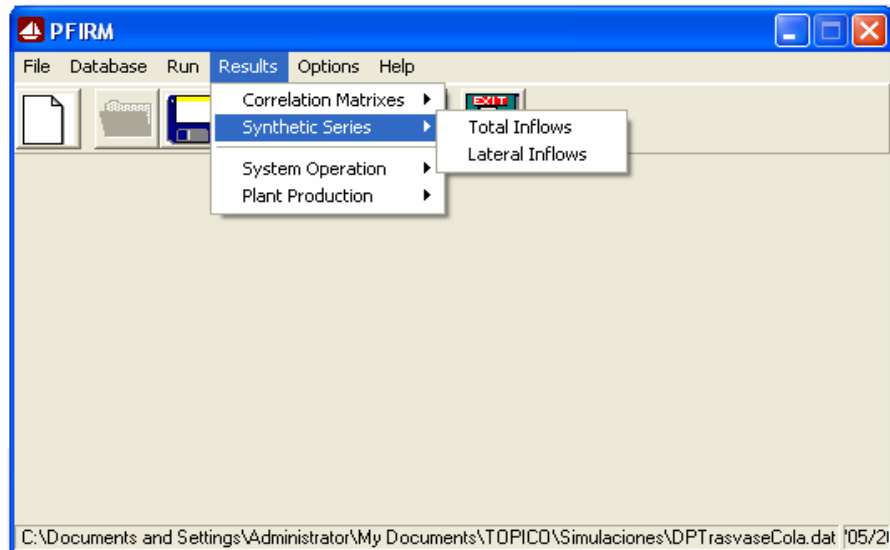 PFIRM
File Database Run Results Options Help
Correlation Matrixes
EXIT
Synthetic Series
Total Inflows
Lateral Inflows
System Operation
Plant Production
C:\Documents and Settings\Administrator\My Documents\TOPICO\Simulaciones\DPTrasvaseCola.dat